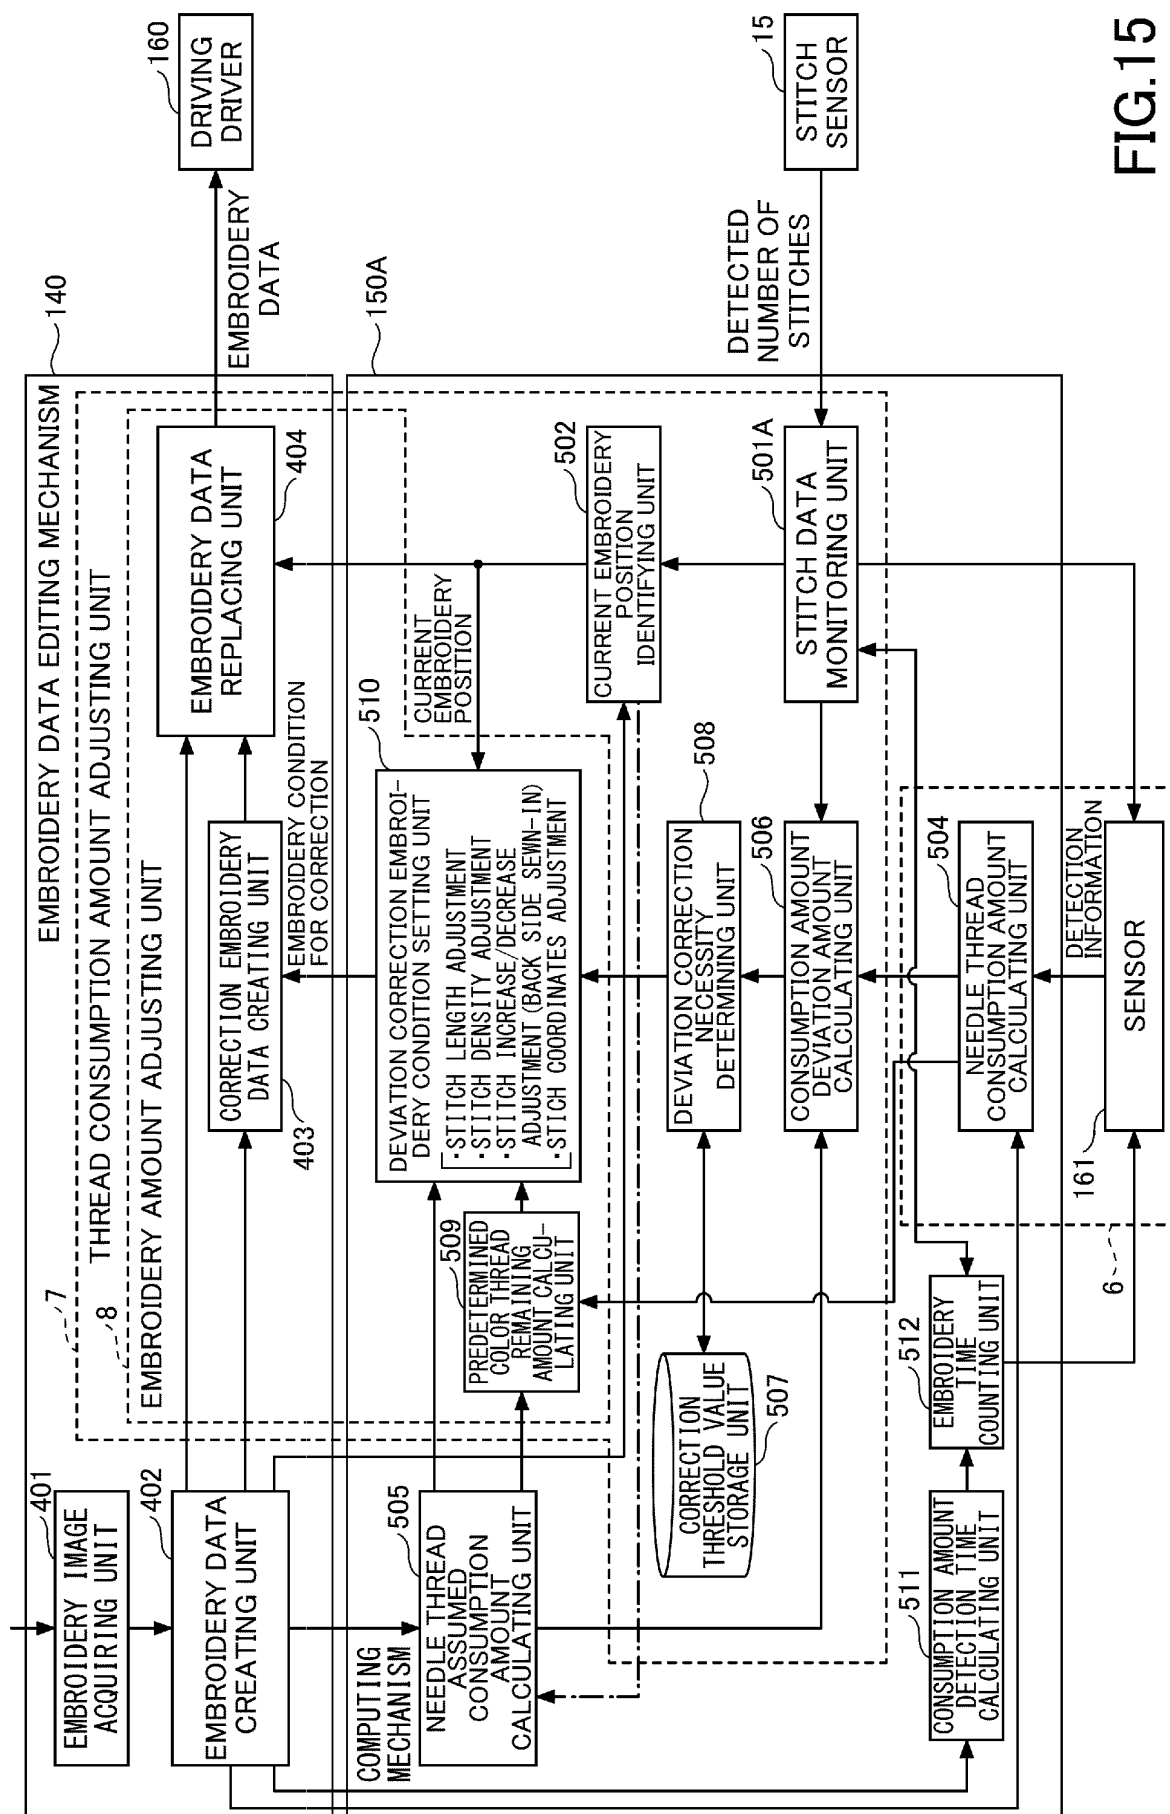 EMBROIDERY DATA EDITING MECHANISM
140
7
THREAD CONSUMPTION AMOUNT ADJUSTING UNIT
8
EMBROIDERY AMOUNT ADJUSTING UNIT
401
EMBROIDERY IMAGE
ACQUIRING UNIT
402
EMBROIDERY DATA
CREATING UNIT
403
CORRECTION EMBROIDERY
DATA CREATING UNIT
404
EMBROIDERY DATA
REPLACING UNIT
EMBROIDERY
DATA
160
DRIVING
DRIVER
EMBROIDERY CONDITION
FOR CORRECTION
150A
COMPUTING
MECHANISM
505
NEEDLE THREAD
ASSUMED
CONSUMPTION
AMOUNT
CALCULATING UNIT
509
PREDETERMINED
COLOR THREAD
REMAINING
AMOUNT CALCU-
LATING UNIT
510
DEVIATION CORRECTION EMBROI-
DERY CONDITION SETTING UNIT
・STITCH LENGTH ADJUSTMENT
・STITCH DENSITY ADJUSTMENT
・STITCH INCREASE/DECREASE
ADJUSTMENT(BACK SIDE SEWN-IN)
・STICH COORDINATES ADJUSTMENT
CURRENT
EMBROIDERY
POSITION
502
CURRENT EMBROIDERY
POSITION
IDENTIFYING UNIT
CORRECTION
THRESHOLD VALUE
STORAGE UNIT
507
508
DEVIATION CORRECTION
NECESSITY
DETERMINING UNIT
506
CONSUMPTION AMOUNT
DEVIATION AMOUNT
CALCULATING UNIT
501A
STITCH DATA
MONITORING UNIT
DETECTED
NUMBER OF
STITCHES
15
STITCH
SENSOR
511
CONSUMPTION AMOUNT
DETECTION TIME
CALCULATING UNIT
512
EMBROIDERY
TIME
COUNTING UNIT
504
NEEDLE THREAD
CONSUMPTION AMOUNT
CALCULATING UNIT
DETECTION
INFORMATION
6
161
SENSOR
FIG.15